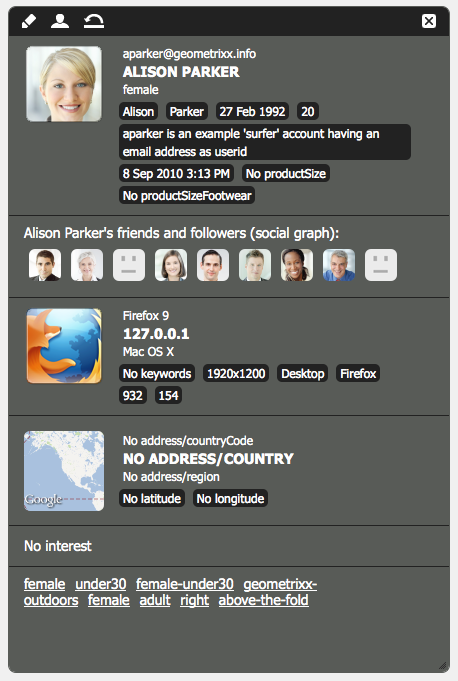 aparker@geometrixx.info
ALISON PARKER
female
Alison Parker 27 Feb 1992 20
aparker is an example 'surfer' account having an
email address as userid
8 Sep 2010 3:13 PM No productSize
No productSizeFootwear
Alison Parker's friends and followers (social graph):
Firefox 9
127.0.0.1
Mac OS X
No keywords 1920x1200 Desktop Firefox
932 154
No address/countryCode
NO ADDRESS/COUNTRY
No address/region
Google
No latitude No longitude
No interest
female under30 female-under30 geometrixx-
outdoors female adult right above-the-fold